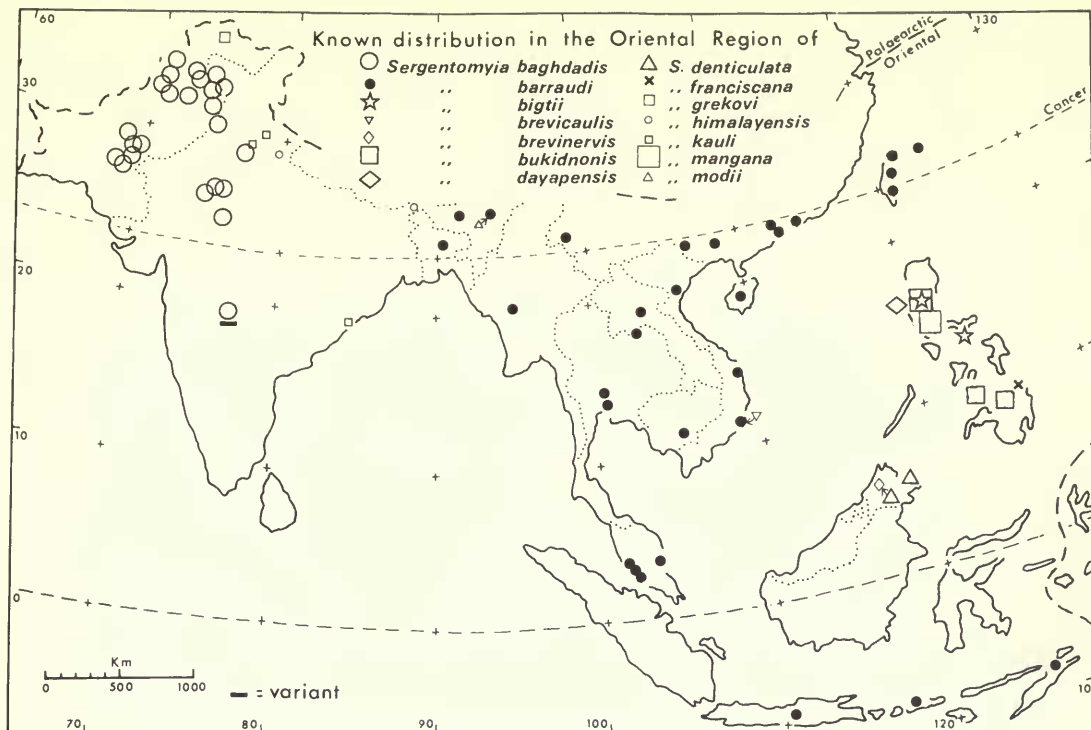 60
130
Known distribution in the Oriental Region of
Palaearctic
Oriental
Sergentomyia baghdadis
S. denticulata
,, barraudi
,, franciscana
,, bigtii
,, grekovi
,, brevicaulis
,, himalayensis
,, brevinervis
,, kauli
,, bukidnonis
,, mangana
,, dayapensis
,, modii
30
Cancer
20
10
0
Km
0 500 1000
= variant
10
70 80 90 100 120